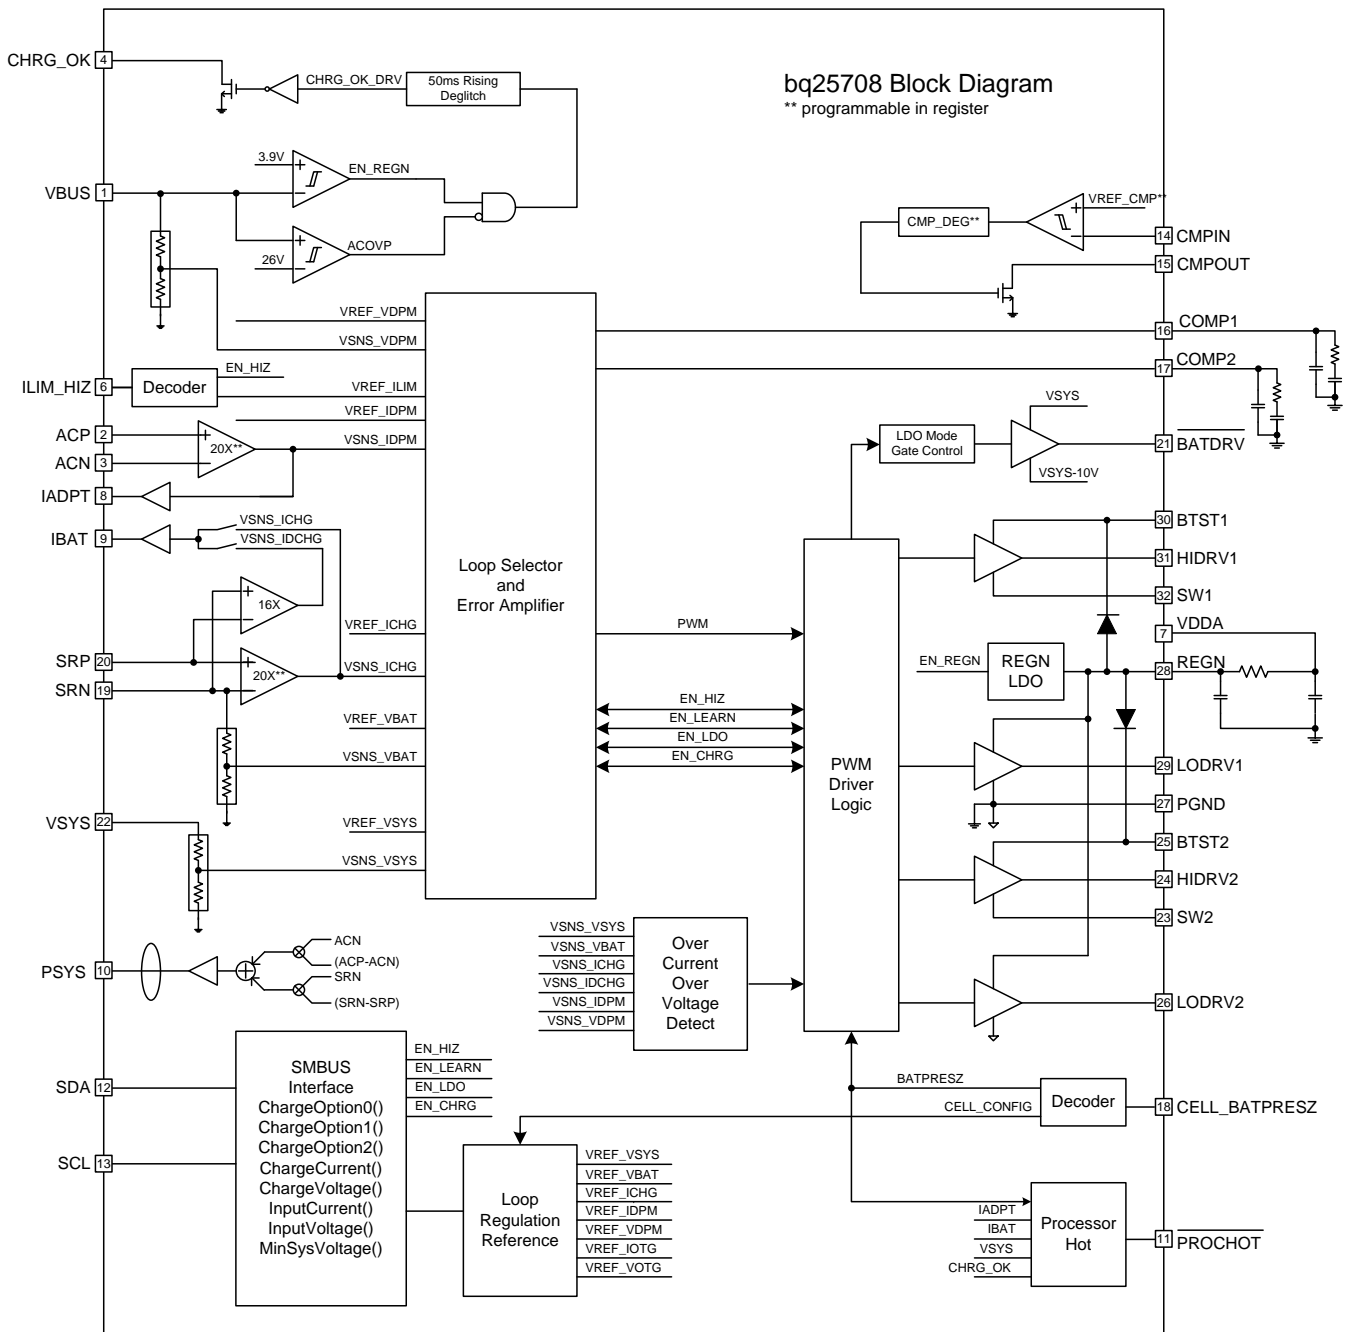 bq25708 Block Diagram
** programmable in register
CHRG_OK
4
CHRG_OK_DRV
50ms Rising
Deglitch
3.9V
+
−
EN_REGN
VBUS
1
+
−
26V
ACOVP
CMP_DEG**
VREF_CMP**
+
−
14
CMPIN
15
CMPOUT
VREF_VDPM
VSNS_VDPM
16
COMP1
17
COMP2
ILIM_HIZ
6
Decoder
EN_HIZ
VREF_ILIM
VREF_IDPM
VSNS_IDPM
ACP
2
+
20X**
−
ACN
3
IADPT
8
IBAT
9
VSNS_ICHG
VSNS_IDCHG
LDO Mode
Gate Control
VSYS
VSYS-10V
21
BATDRV
Loop Selector
and
Error Amplifier
+
16X
−
VREF_ICHG
SRP
20
+
20X**
−
VSNS_ICHG
SRN
19
VREF_VBAT
VSNS_VBAT
VSYS
22
VREF_VSYS
VSNS_VSYS
PWM
EN_HIZ
EN_LEARN
EN_LDO
EN_CHRG
PWM
Driver
Logic
30
BTST1
31
HIDRV1
32
SW1
7
VDDA
EN_REGN
REGN
LDO
28
REGN
29
LODRV1
27
PGND
25
BTST2
24
HIDRV2
23
SW2
26
LODRV2
PSYS
10
+
ACN
(ACP-ACN)
SRN
(SRN-SRP)
VSNS_VSYS
VSNS_VBAT
VSNS_ICHG
VSNS_IDCHG
VSNS_IDPM
VSNS_VDPM
Over
Current
Over
Voltage
Detect
SDA
12
SCL
13
SMBUS
Interface
ChargeOption0()
ChargeOption1()
ChargeOption2()
ChargeCurrent()
ChargeVoltage()
InputCurrent()
InputVoltage()
MinSysVoltage()
EN_HIZ
EN_LEARN
EN_LDO
EN_CHRG
Loop
Regulation
Reference
VREF_VSYS
VREF_VBAT
VREF_ICHG
VREF_IDPM
VREF_VDPM
VREF_IOTG
VREF_VOTG
BATPRESZ
CELL_CONFIG
Decoder
18
CELL_BATPRESZ
IADPT
IBAT
VSYS
CHRG_OK
Processor
Hot
11
PROCHOT